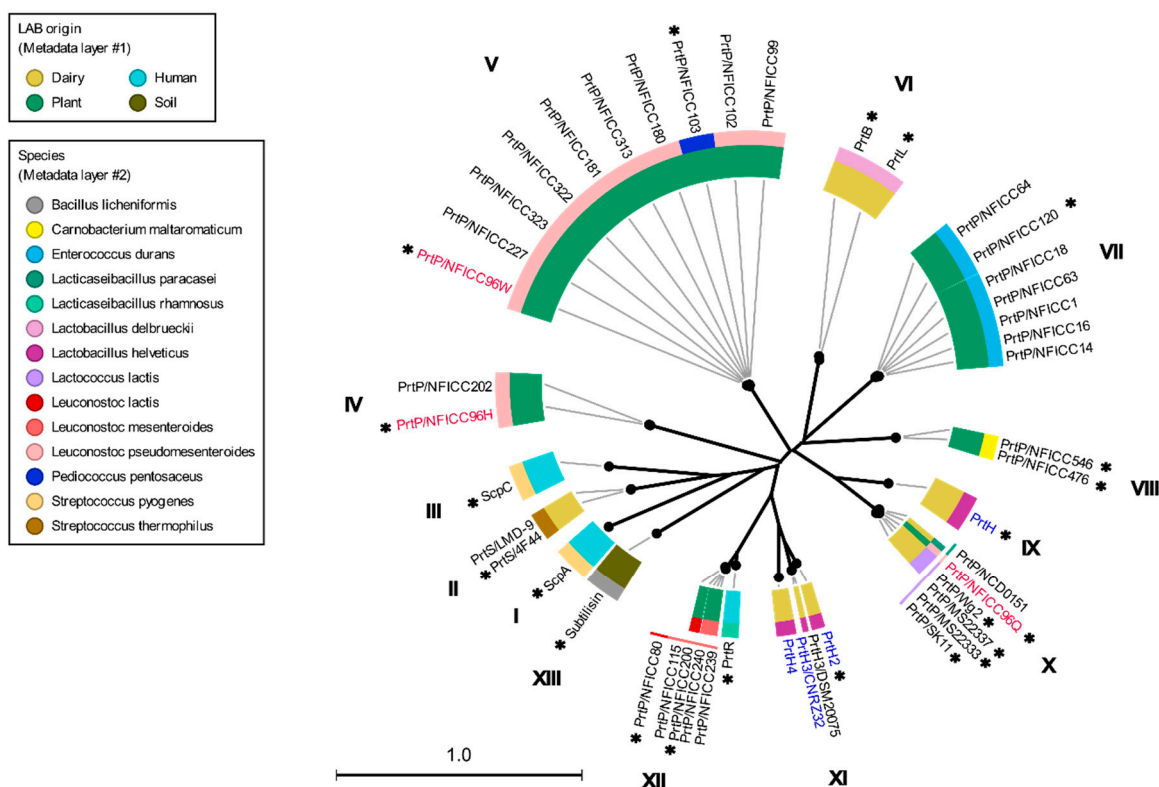 LAB origin
(Metadata layer #1)
Dairy
Human
Plant
Soil
Species
(Metadata layer #2)
Bacillus licheniformis
Carnobacterium maltaromaticum
Enterococcus durans
Lacticaseibacillus paracasei
Lacticaseibacillus rhamnosus
Lactobacillus delbrueckii
Lactobacillus helveticus
Lactococcus lactis
Leuconostoc lactis
Leuconostoc mesenteroides
Leuconostoc pseudomesenteroides
Pediococcus pentosaceus
Streptococcus pyogenes
Streptococcus thermophilus
V
* PrtP/NFICC96W
PrtP/NFICC227
PrtP/NFICC323
PrtP/NFICC322
PrtP/NFICC181
PrtP/NFICC313
PrtP/NFICC180
* PrtP/NFICC103
PrtP/NFICC102
PrtP/NFICC99
VI
PrtB *
PrtL *
VII
PrtP/NFICC64
PrtP/NFICC120 *
PrtP/NFICC18
PrtP/NFICC63
PrtP/NFICC1
PrtP/NFICC16
PrtP/NFICC14
VIII
PrtP/NFICC546 *
PrtP/NFICC476 *
IX
PrtH *
X
PrtP/NCD0151
PrtP/NFICC96Q *
PrtP/Wg2 *
PrtP/MS22337 *
PrtP/MS22333 *
PrtP/SK11 *
XI
PrtH2 *
PrtH3/DSM20075
PrtH3/CNRZ32
PrtH4
XII
* PrtR
PrtP/NFICC239
PrtP/NFICC240
PrtP/NFICC200
* PrtP/NFICC115
* PrtP/NFICC80
XIII
* Subtilisin
I
* ScpA
II
* PrtS/4F44
PrtS/LMD-9
III
* ScpC
IV
* PrtP/NFICC96H
PrtP/NFICC202
1.0